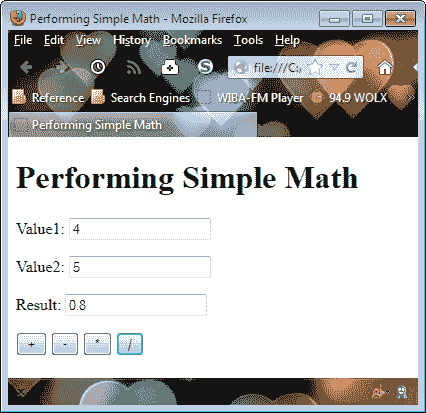 Performing Simple Math - Mozilla Firefox
File Edit View History Bookmarks Tools Help
file:///C:/
Reference Search Engines WIBA-FM Player 94.9 WOLX
Performing Simple Math
Performing Simple Math
Value1: 4
Value2: 5
Result: 0.8
+ - * /